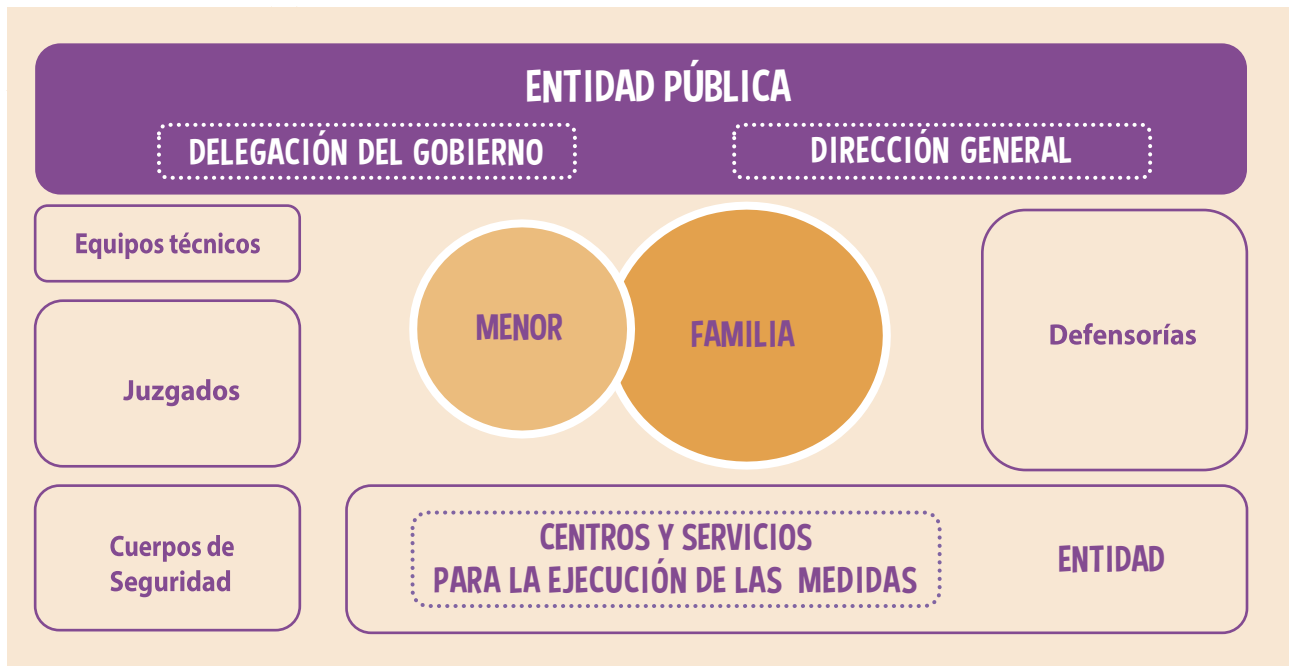 ENTIDAD PÚBLICA
DELEGACIÓN DEL GOBIERNO
DIRECCIÓN GENERAL
Equipos técnicos
Juzgados
Cuerpos de
Seguridad
MENOR
FAMILIA
Defensorías
CENTROS Y SERVICIOS
PARA LA EJECUCIÓN DE LAS MEDIDAS
ENTIDAD